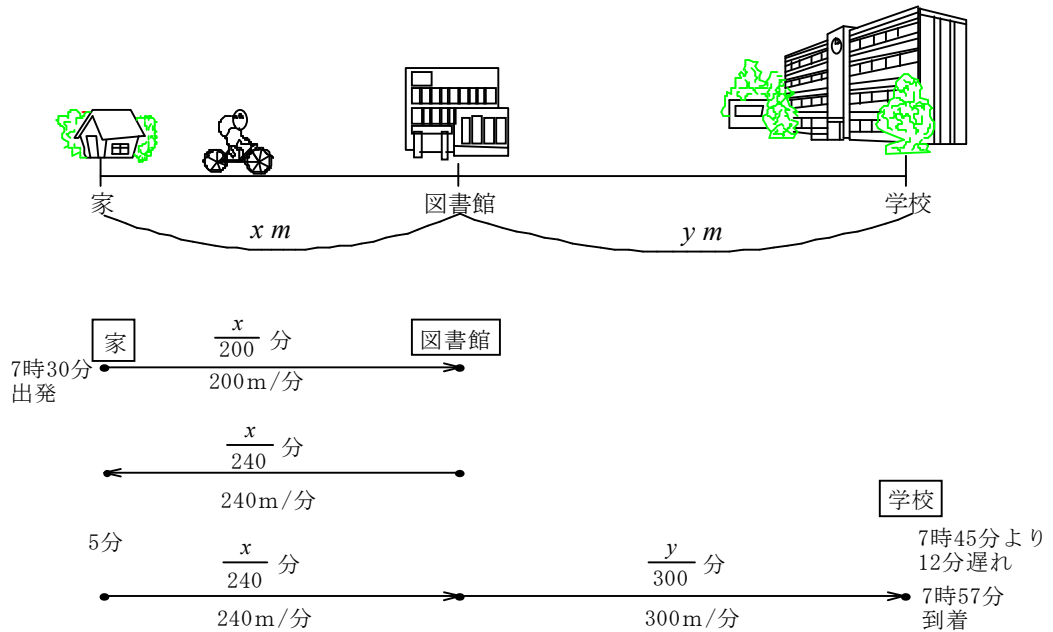 家 図書館 学校
x m y m
家 x/200 分 図書館
7時30分
出発
200m/分
x/240 分
240m/分
学校
5分
7時45分より
12分遅れ
x/240 分 y/300 分
240m/分 300m/分
7時57分
到着